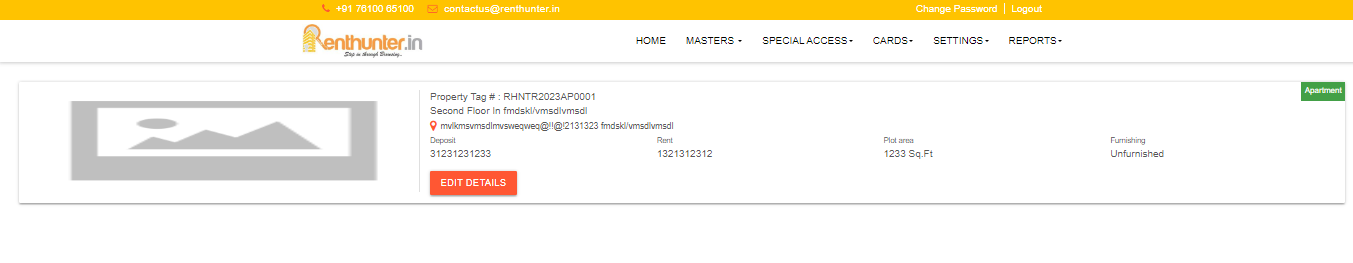 +91 76100 65100 contactus@renthunter.in Change Password | Logout
Renthunter.in
Step in through Browsing..
HOME MASTERS SPECIAL ACCESS CARDS SETTINGS REPORTS
Apartment
Property Tag # : RHNTR2023AP0001
Second Floor In fmdskl/vmsdlvmsdl
mvlkmsvmsdlmvsweqweq@!!@!2131323 fmdskl/vmsdlvmsdl
Deposit Rent Plot area Furnishing
31231231233 1321312312 1233 Sq.Ft Unfurnished
EDIT DETAILS